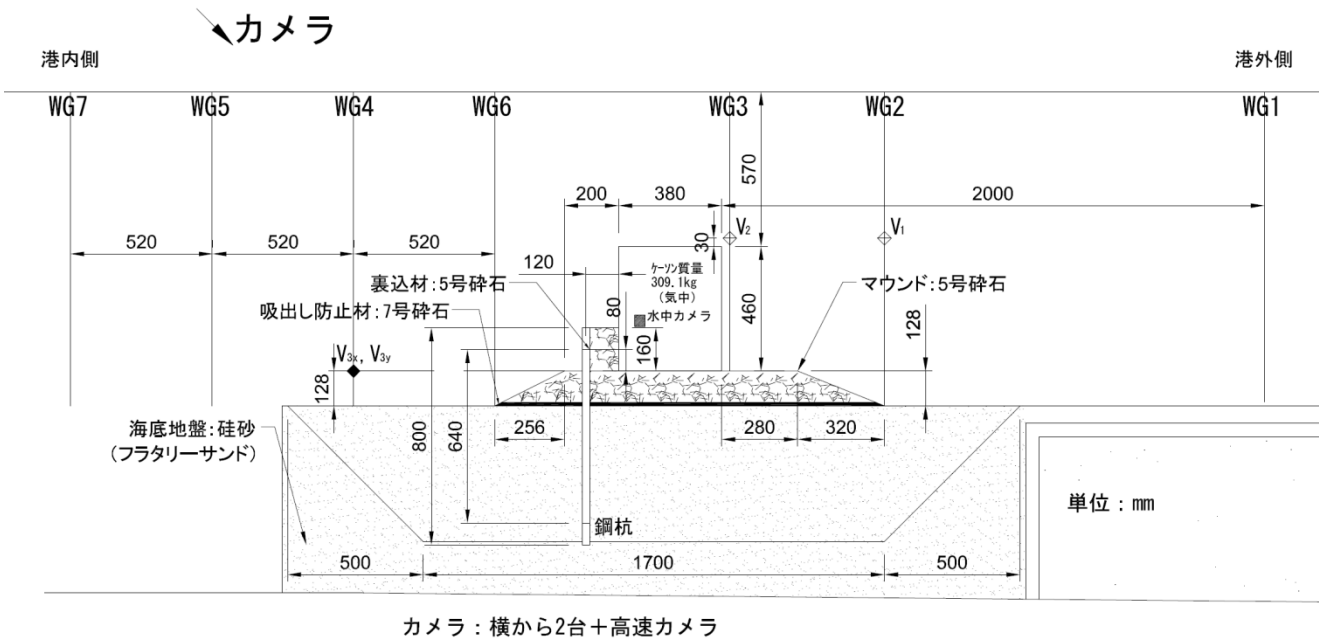 カメラ
港内側
港外側
WG7
WG5
WG4
WG6
WG3
WG2
WG1
570
200
380
2000
V₂
V₁
520
520
520
30
120
ケーソン質量
309.1kg
(気中)
裏込材:5号砕石
マウンド:5号砕石
吸出し防止材:7号砕石
80
水中カメラ
160
460
128
V₃ₓ, V₃ᵧ
128
800
640
256
280
320
海底地盤:硅砂
(フラタリーサンド)
単位:mm
鋼杭
500
1700
500
カメラ:横から2台+高速カメラ